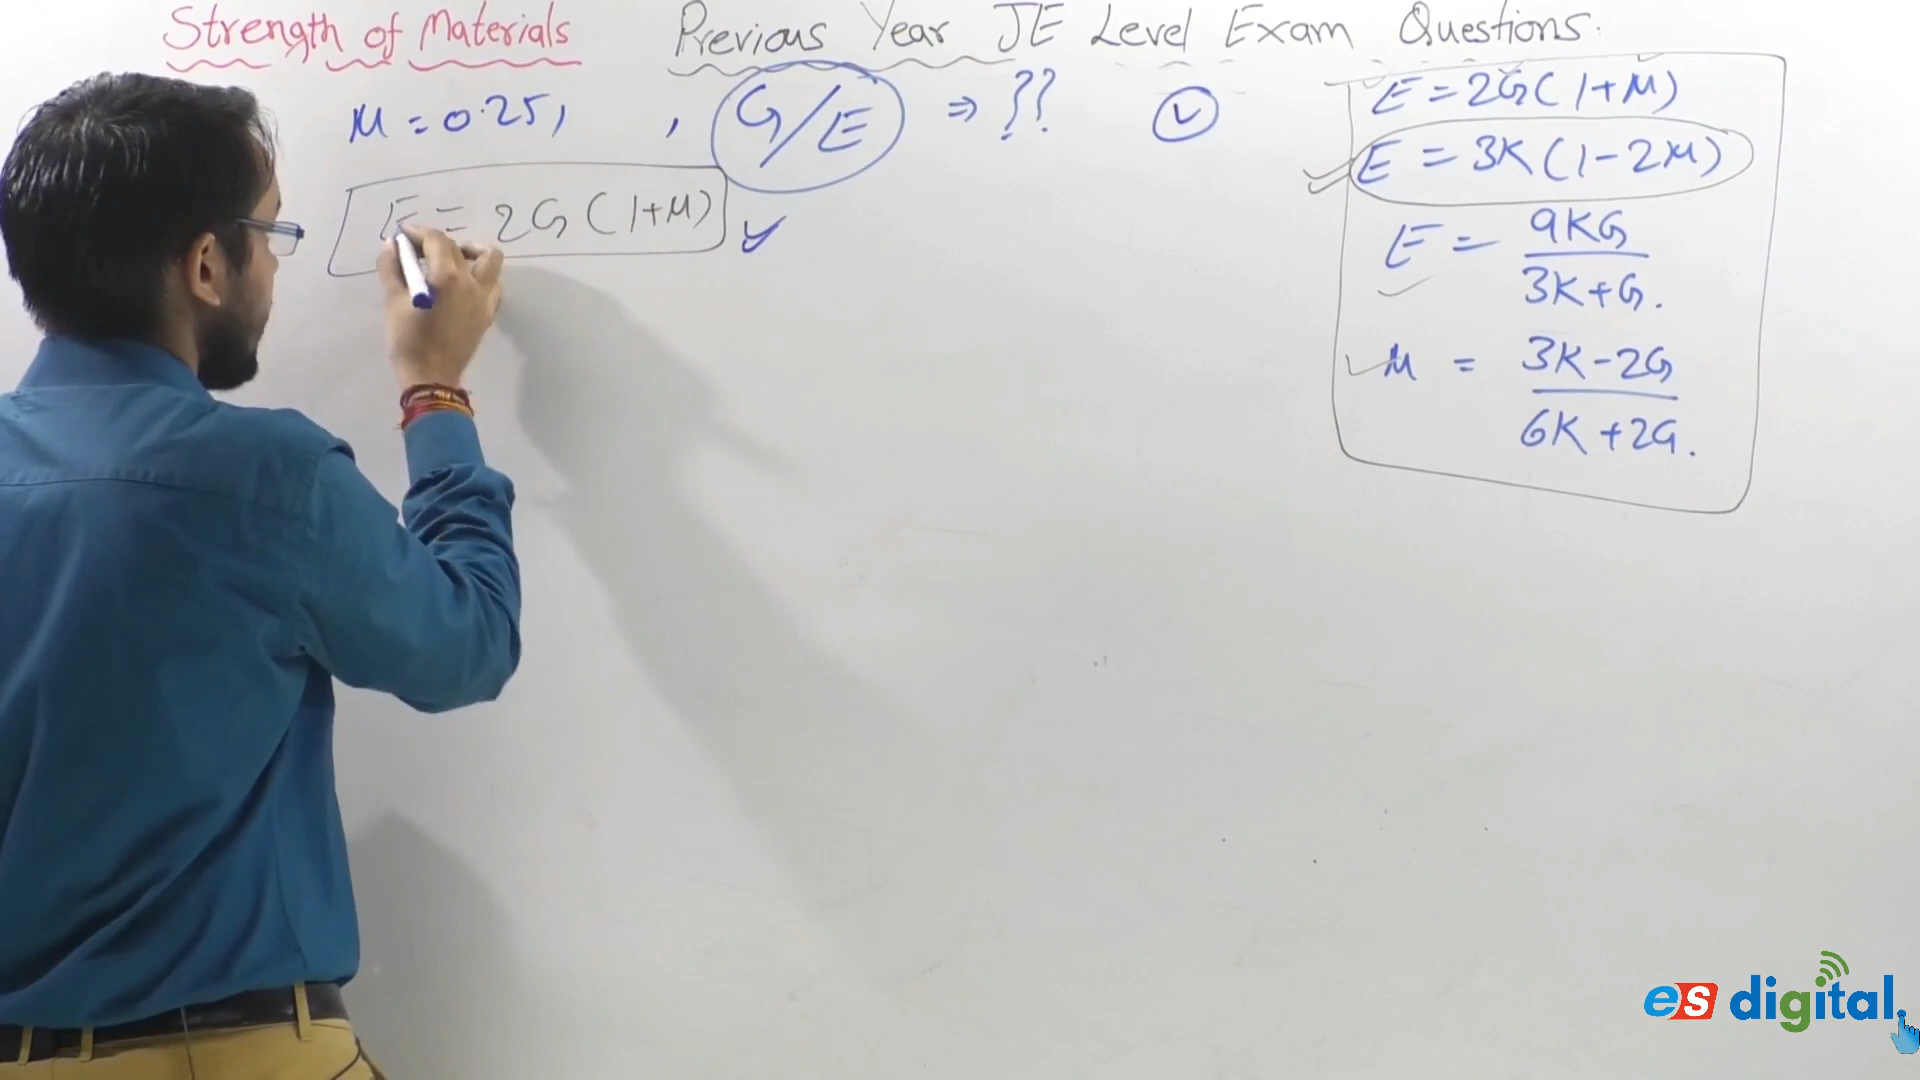 Strength of Materials Previous Year JE Level Exam Questions:
μ = 0.25, , G/E ⇒ ??
E = 2G (1+μ)
E = 2G (1+μ)
E = 3K (1-2μ)
E = 9KG
3K+G.
μ = 3K-2G
6K+2G.
es digital.